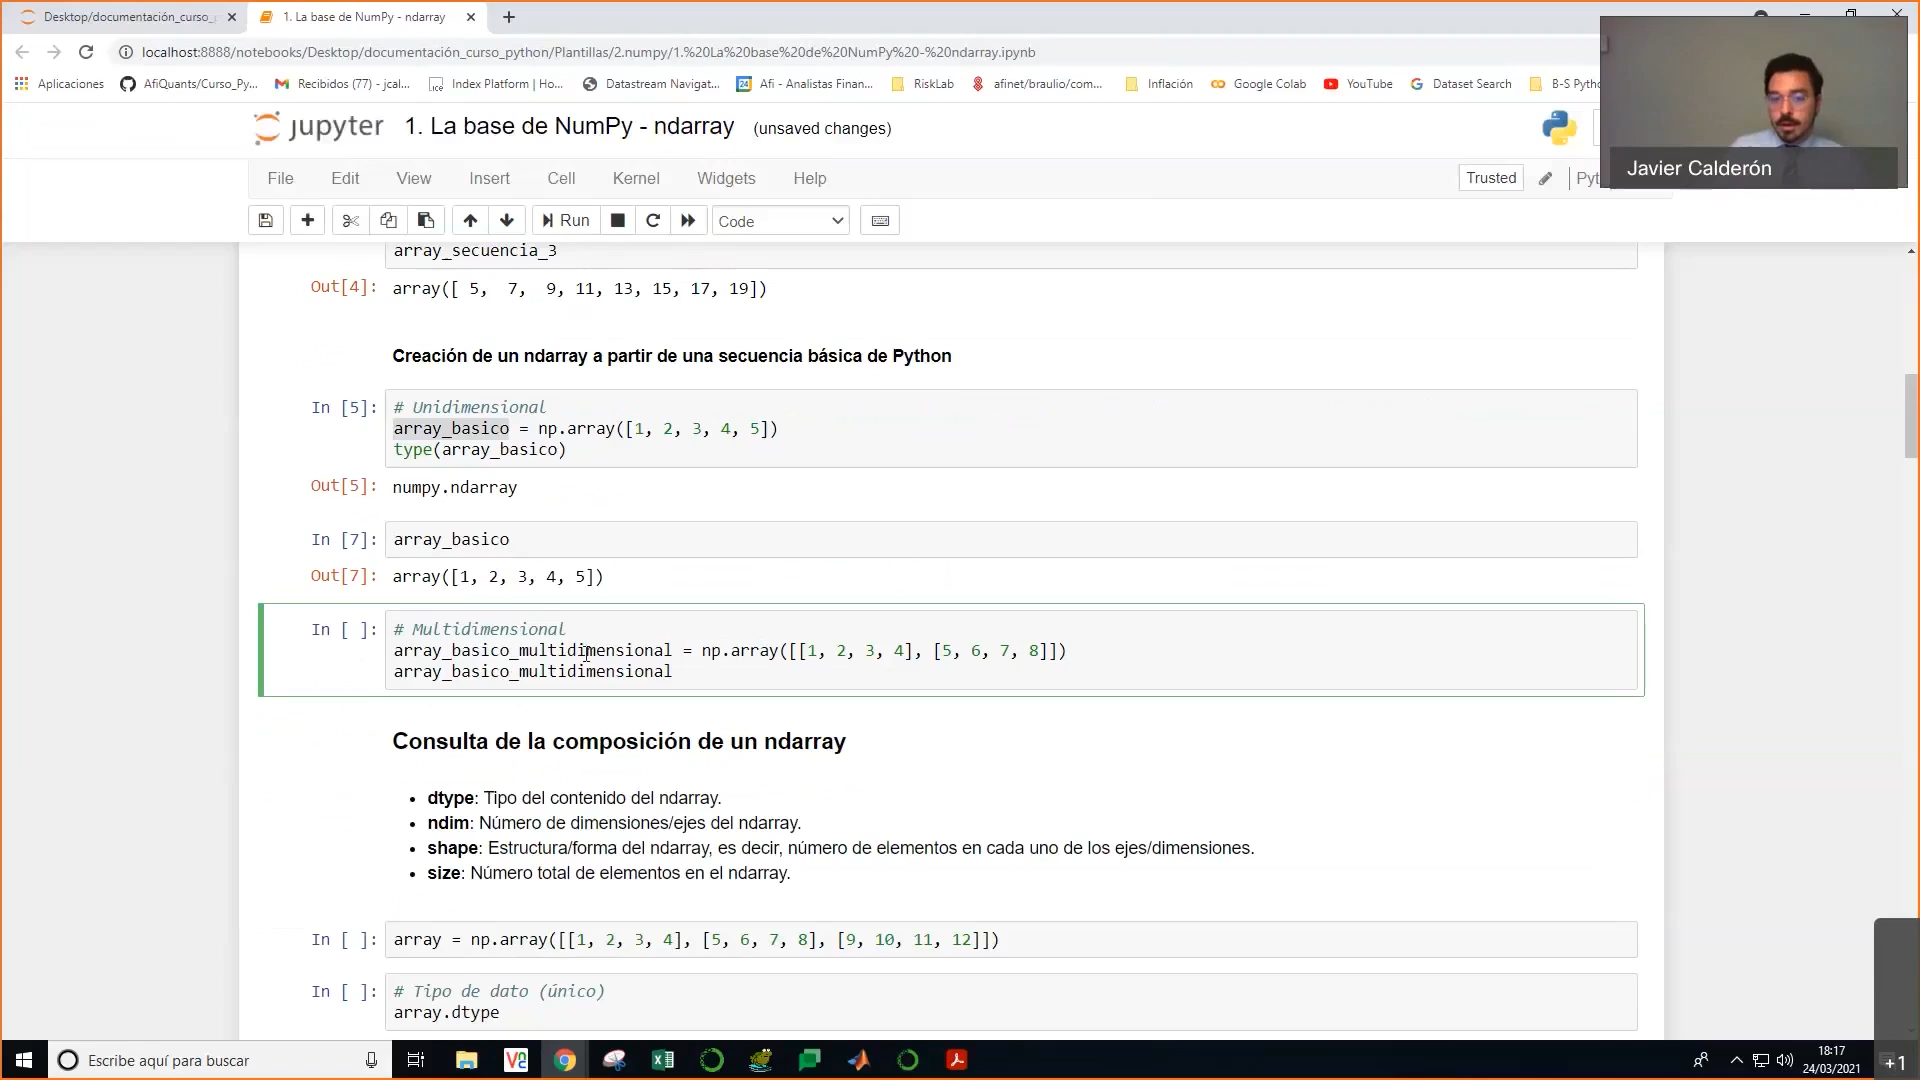 Desktop/documentación_curso_p
1. La base de NumPy - ndarray
localhost:8888/notebooks/Desktop/documentación_curso_python/Plantillas/2.numpy/1.%20La%20base%20de%20NumPy%20-%20ndarray.ipynb
Aplicaciones
AfiQuants/Curso_Py...
Recibidos (77) - jcal...
Index Platform | Ho...
Datastream Navigat...
Afi - Analistas Finan...
RiskLab
afinet/braulio/com...
Inflación
Google Colab
YouTube
Dataset Search
B-S Pytho
jupyter 1. La base de NumPy - ndarray (unsaved changes)
Javier Calderón
File Edit View Insert Cell Kernel Widgets Help
Trusted
Pyt
Run
Code
array_secuencia_3
Out[4]: array([ 5,  7,  9, 11, 13, 15, 17, 19])
Creación de un ndarray a partir de una secuencia básica de Python
In [5]: # Unidimensional
array_basico = np.array([1, 2, 3, 4, 5])
type(array_basico)
Out[5]: numpy.ndarray
In [7]: array_basico
Out[7]: array([1, 2, 3, 4, 5])
In [ ]: # Multidimensional
array_basico_multidimensional = np.array([[1, 2, 3, 4], [5, 6, 7, 8]])
array_basico_multidimensional
Consulta de la composición de un ndarray
• dtype: Tipo del contenido del ndarray.
• ndim: Número de dimensiones/ejes del ndarray.
• shape: Estructura/forma del ndarray, es decir, número de elementos en cada uno de los ejes/dimensiones.
• size: Número total de elementos en el ndarray.
In [ ]: array = np.array([[1, 2, 3, 4], [5, 6, 7, 8], [9, 10, 11, 12]])
In [ ]: # Tipo de dato (único)
array.dtype
Escribe aquí para buscar
18:17
24/03/2021
+1